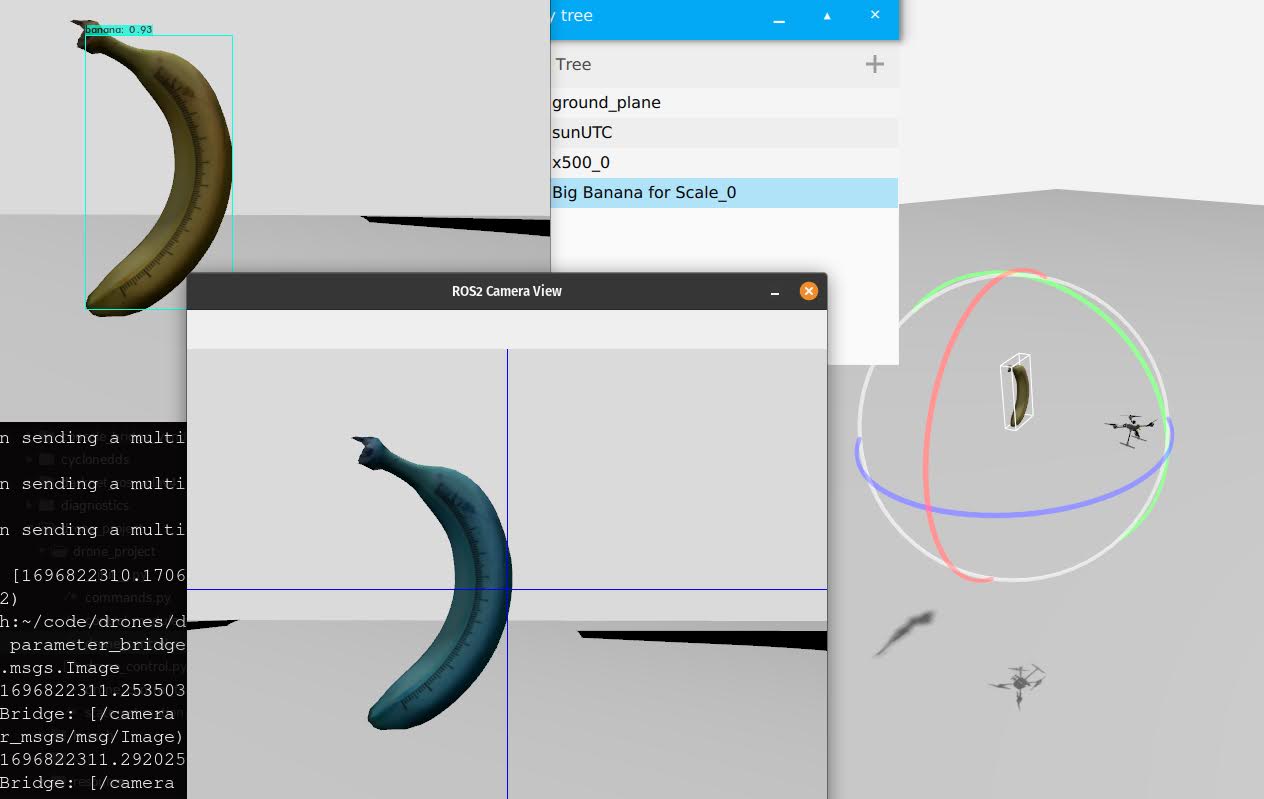 banana: 0.93
y tree
Tree
ground_plane
sunUTC
x500_0
Big Banana for Scale_0
ROS2 Camera View
n sending a multi
cyclonedds
n sending a multi
diagnostics
n sending a multi
drone_project
[1696822310.1706
commands.py
2)
h:~/code/drones/d
parameter_bridge
.msgs.Image
_control.py
1696822311.253503
Bridge: [/camera
r_msgs/msg/Image)
1696822311.292025
Bridge: [/camera